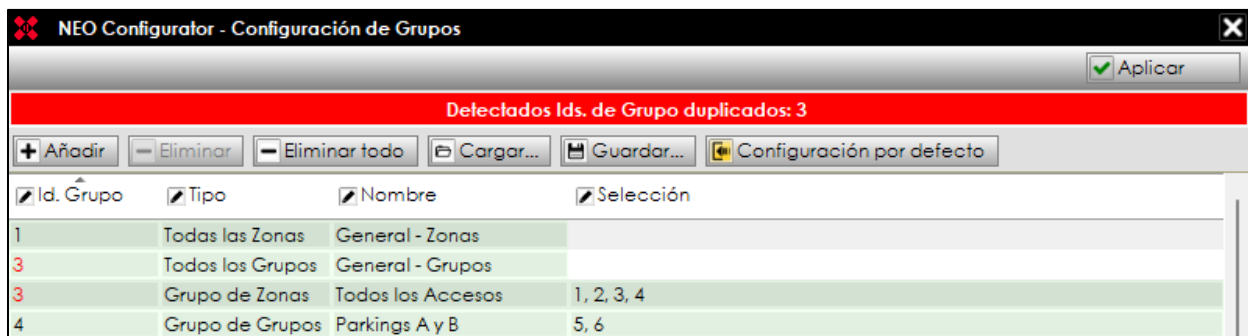 NEO Configurator - Configuración de Grupos
Aplicar
Detectados Ids. de Grupo duplicados: 3
Añadir Eliminar Eliminar todo Cargar... Guardar... Configuración por defecto
Id. Grupo Tipo Nombre Selección
1 Todas las Zonas General - Zonas
3 Todos los Grupos General - Grupos
3 Grupo de Zonas Todos los Accesos 1, 2, 3, 4
4 Grupo de Grupos Parkings A y B 5, 6